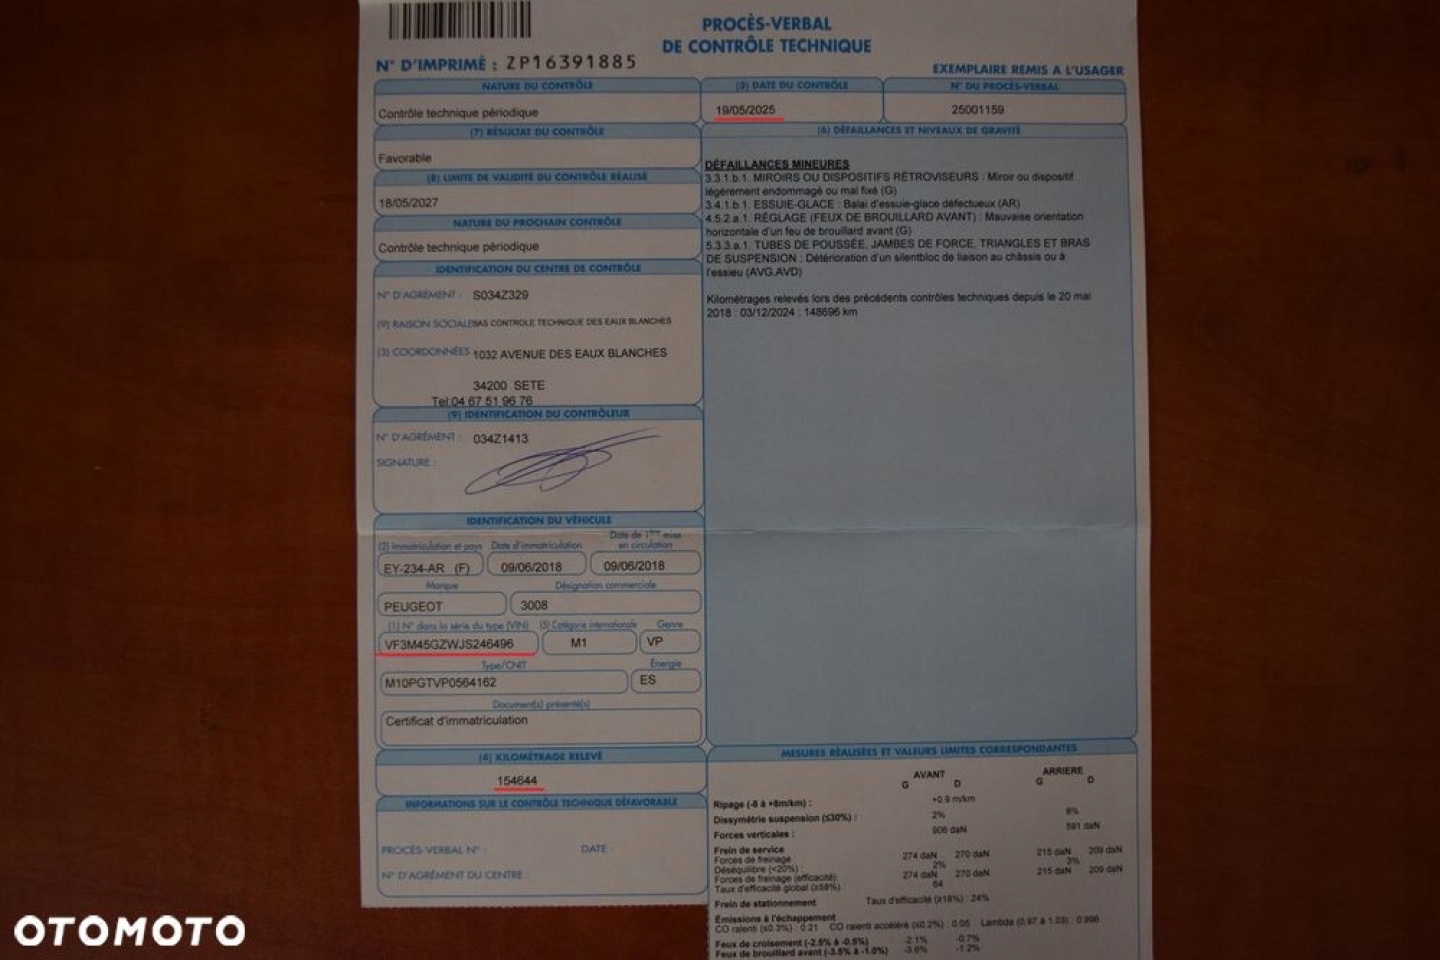 PROCÈS-VERBAL
DE CONTRÔLE TECHNIQUE
N° D'IMPRIMÉ : ZP16391885
EXEMPLAIRE REMIS A L'USAGER
NATURE DU CONTRÔLE
Contrôle technique périodique
(3) DATE DU CONTRÔLE
19/05/2025
N° DU PROCÈS-VERBAL
25001159
(7) RÉSULTAT DU CONTRÔLE
Favorable
(8) LIMITE DE VALIDITÉ DU CONTRÔLE RÉALISÉ
18/05/2027
NATURE DU PROCHAIN CONTRÔLE
Contrôle technique périodique
IDENTIFICATION DU CENTRE DE CONTRÔLE
N° D'AGRÉMENT : S034Z329
(9) RAISON SOCIALE SAS CONTROLE TECHNIQUE DES EAUX BLANCHES
(3) COORDONNÉES 1032 AVENUE DES EAUX BLANCHES
34200 SETE
Tel:04 67 51 96 76
(9) IDENTIFICATION DU CONTRÔLEUR
N° D'AGRÉMENT : 034Z1413
SIGNATURE :
(6) DÉFAILLANCES ET NIVEAUX DE GRAVITÉ
DÉFAILLANCES MINEURES
3.3.1.b.1. MIROIRS OU DISPOSITIFS RÉTROVISEURS : Miroir ou dispositif
légèrement endommagé ou mal fixé (G)
3.4.1.b.1. ESSUIE-GLACE : Balai d'essuie-glace défectueux (AR)
4.5.2.a.1. RÉGLAGE (FEUX DE BROUILLARD AVANT) : Mauvaise orientation
horizontale d'un feu de brouillard avant (G)
5.3.3.a.1. TUBES DE POUSSÉE, JAMBES DE FORCE, TRIANGLES ET BRAS
DE SUSPENSION : Détérioration d'un silentbloc de liaison au châssis ou à
l'essieu (AVG,AVD)
Kilométrages relevés lors des précédents contrôles techniques depuis le 20 mai
2018 : 03/12/2024 : 148696 km
IDENTIFICATION DU VÉHICULE
(2) Immatriculation et pays
EY-234-AR (F)
Date d'immatriculation
09/06/2018
Date de 1ère mise
en circulation
09/06/2018
Marque
PEUGEOT
Désignation commerciale
3008
(1) N° dans la série du type (VIN)
VF3M45GZWJS246496
(5) Catégorie internationale
M1
Genre
VP
Type/CNIT
M10PGTVP0564162
Énergie
ES
Document(s) présenté(s)
Certificat d'immatriculation
(4) KILOMÉTRAGE RELEVÉ
154644
INFORMATIONS SUR LE CONTRÔLE TECHNIQUE DÉFAVORABLE
PROCÈS-VERBAL N° : DATE :
N° D'AGRÉMENT DU CENTRE :
MESURES RÉALISÉES ET VALEURS LIMITES CORRESPONDANTES
AVANT ARRIERE
G D G D
Ripage (-8 à +8m/km) : +0.9 m/km
Dissymétrie suspension (≤30%) : 2% 8%
Forces verticales : 906 daN 591 daN
Frein de service
Forces de freinage 274 daN 270 daN 215 daN 209 daN
Déséquilibre (<20%) : 2% 3%
Forces de freinage (efficacité): 274 daN 270 daN 215 daN 209 daN
Taux d'efficacité global (≥58%) : 64
Frein de stationnement Taux d'efficacité (≥18%) : 24%
Émissions à l'échappement
CO ralenti (≤0.3%) : 0.21 CO ralenti accéléré (≤0.2%) : 0.05 Lambda (0.97 à 1.03) : 0.996
Feux de croisement (-2.5% à -0.5%) -2.1% -0.7%
Feux de brouillard avant (-3.5% à -1.0%) -3.6% -1.2%
OTOMOTO